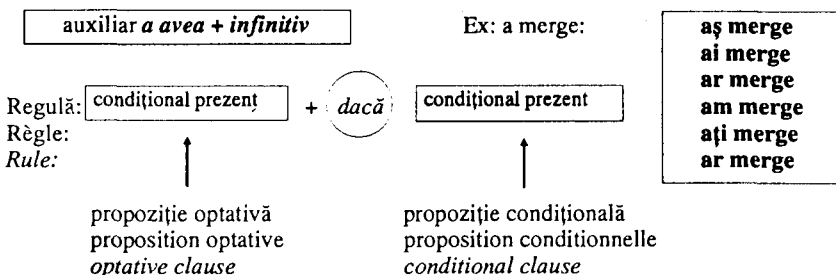 auxiliar a avea + infinitiv
Ex: a merge:
aş merge
ai merge
ar merge
am merge
aţi merge
ar merge
Regulă: condiţional prezenţ + dacă condiţional prezent
Règle:
Rule:
propoziţie optativă
proposition optative
optative clause
propoziţie condiţională
proposition conditionnelle
conditional clause